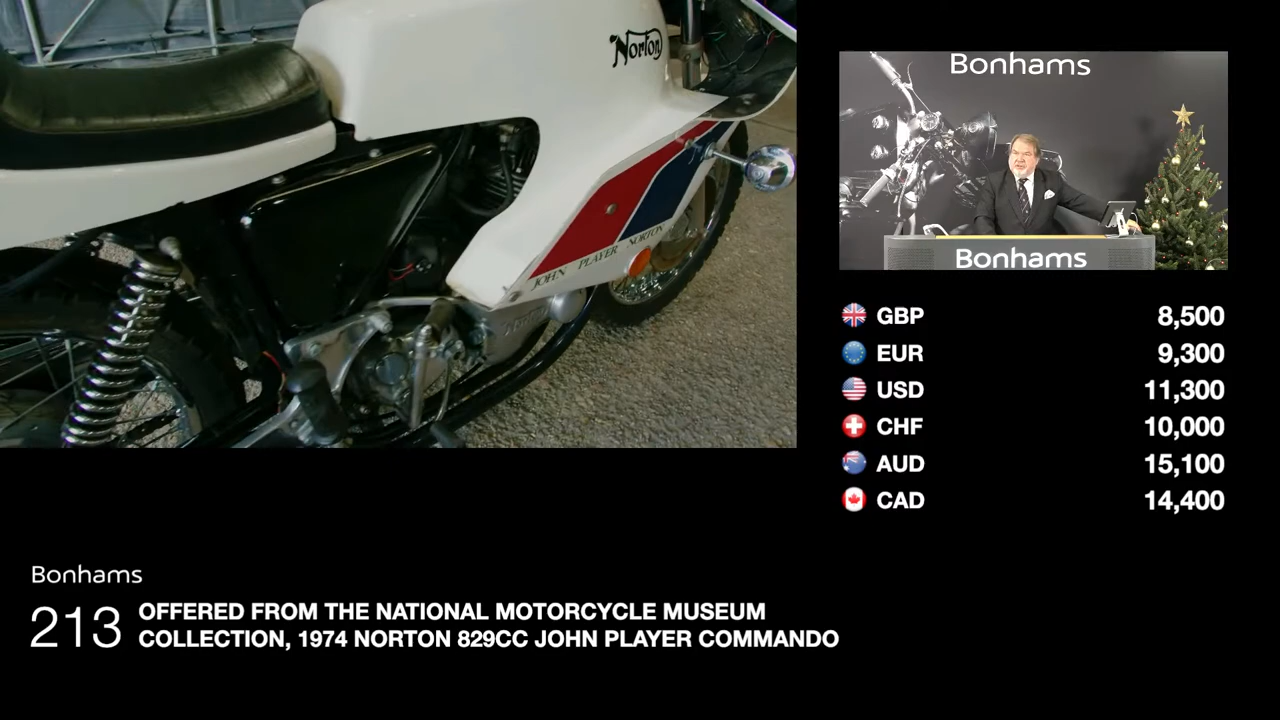 Norton
JOHN PLAYER NORTON
Bonhams
Bonhams
GBP 8,500
EUR 9,300
USD 11,300
CHF 10,000
AUD 15,100
CAD 14,400
Bonhams
213 OFFERED FROM THE NATIONAL MOTORCYCLE MUSEUM
COLLECTION, 1974 NORTON 829CC JOHN PLAYER COMMANDO